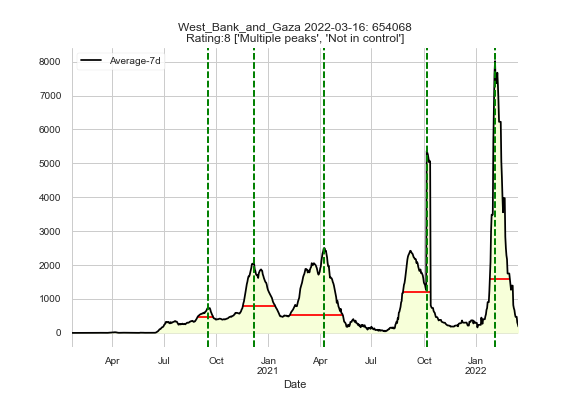 West_Bank_and_Gaza 2022-03-16: 654068
Rating:8 ['Multiple peaks', 'Not in control']
Average-7d
8000
7000
6000
5000
4000
3000
2000
1000
0
Apr Jul Oct Jan Apr Jul Oct Jan
2021 2022
Date